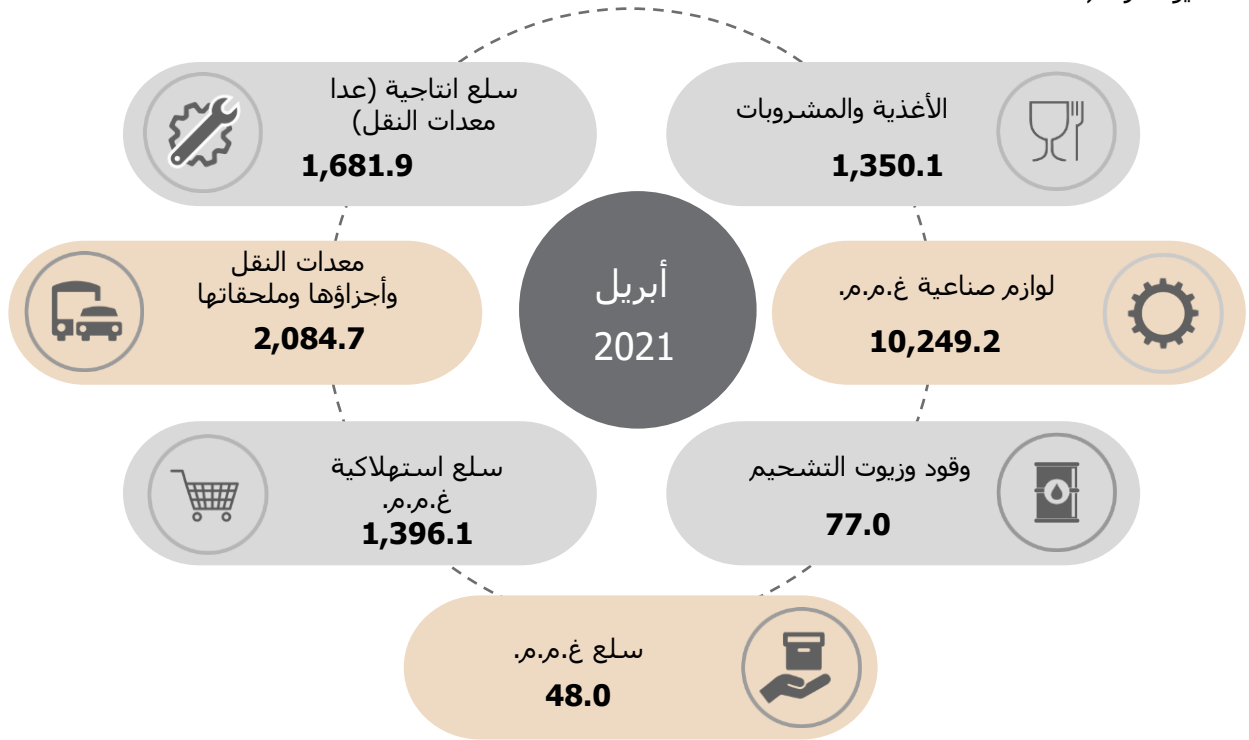 الأغذية والمشروبات
1,350.1
سلع انتاجية (عدا
معدات النقل)
1,681.9
لوازم صناعية غ.م.م.
10,249.2
أبريل
2021
معدات النقل
وأجزاؤها وملحقاتها
2,084.7
وقود وزيوت التشحيم
77.0
سلع استهلاكية
غ.م.م.
1,396.1
سلع غ.م.م.
48.0